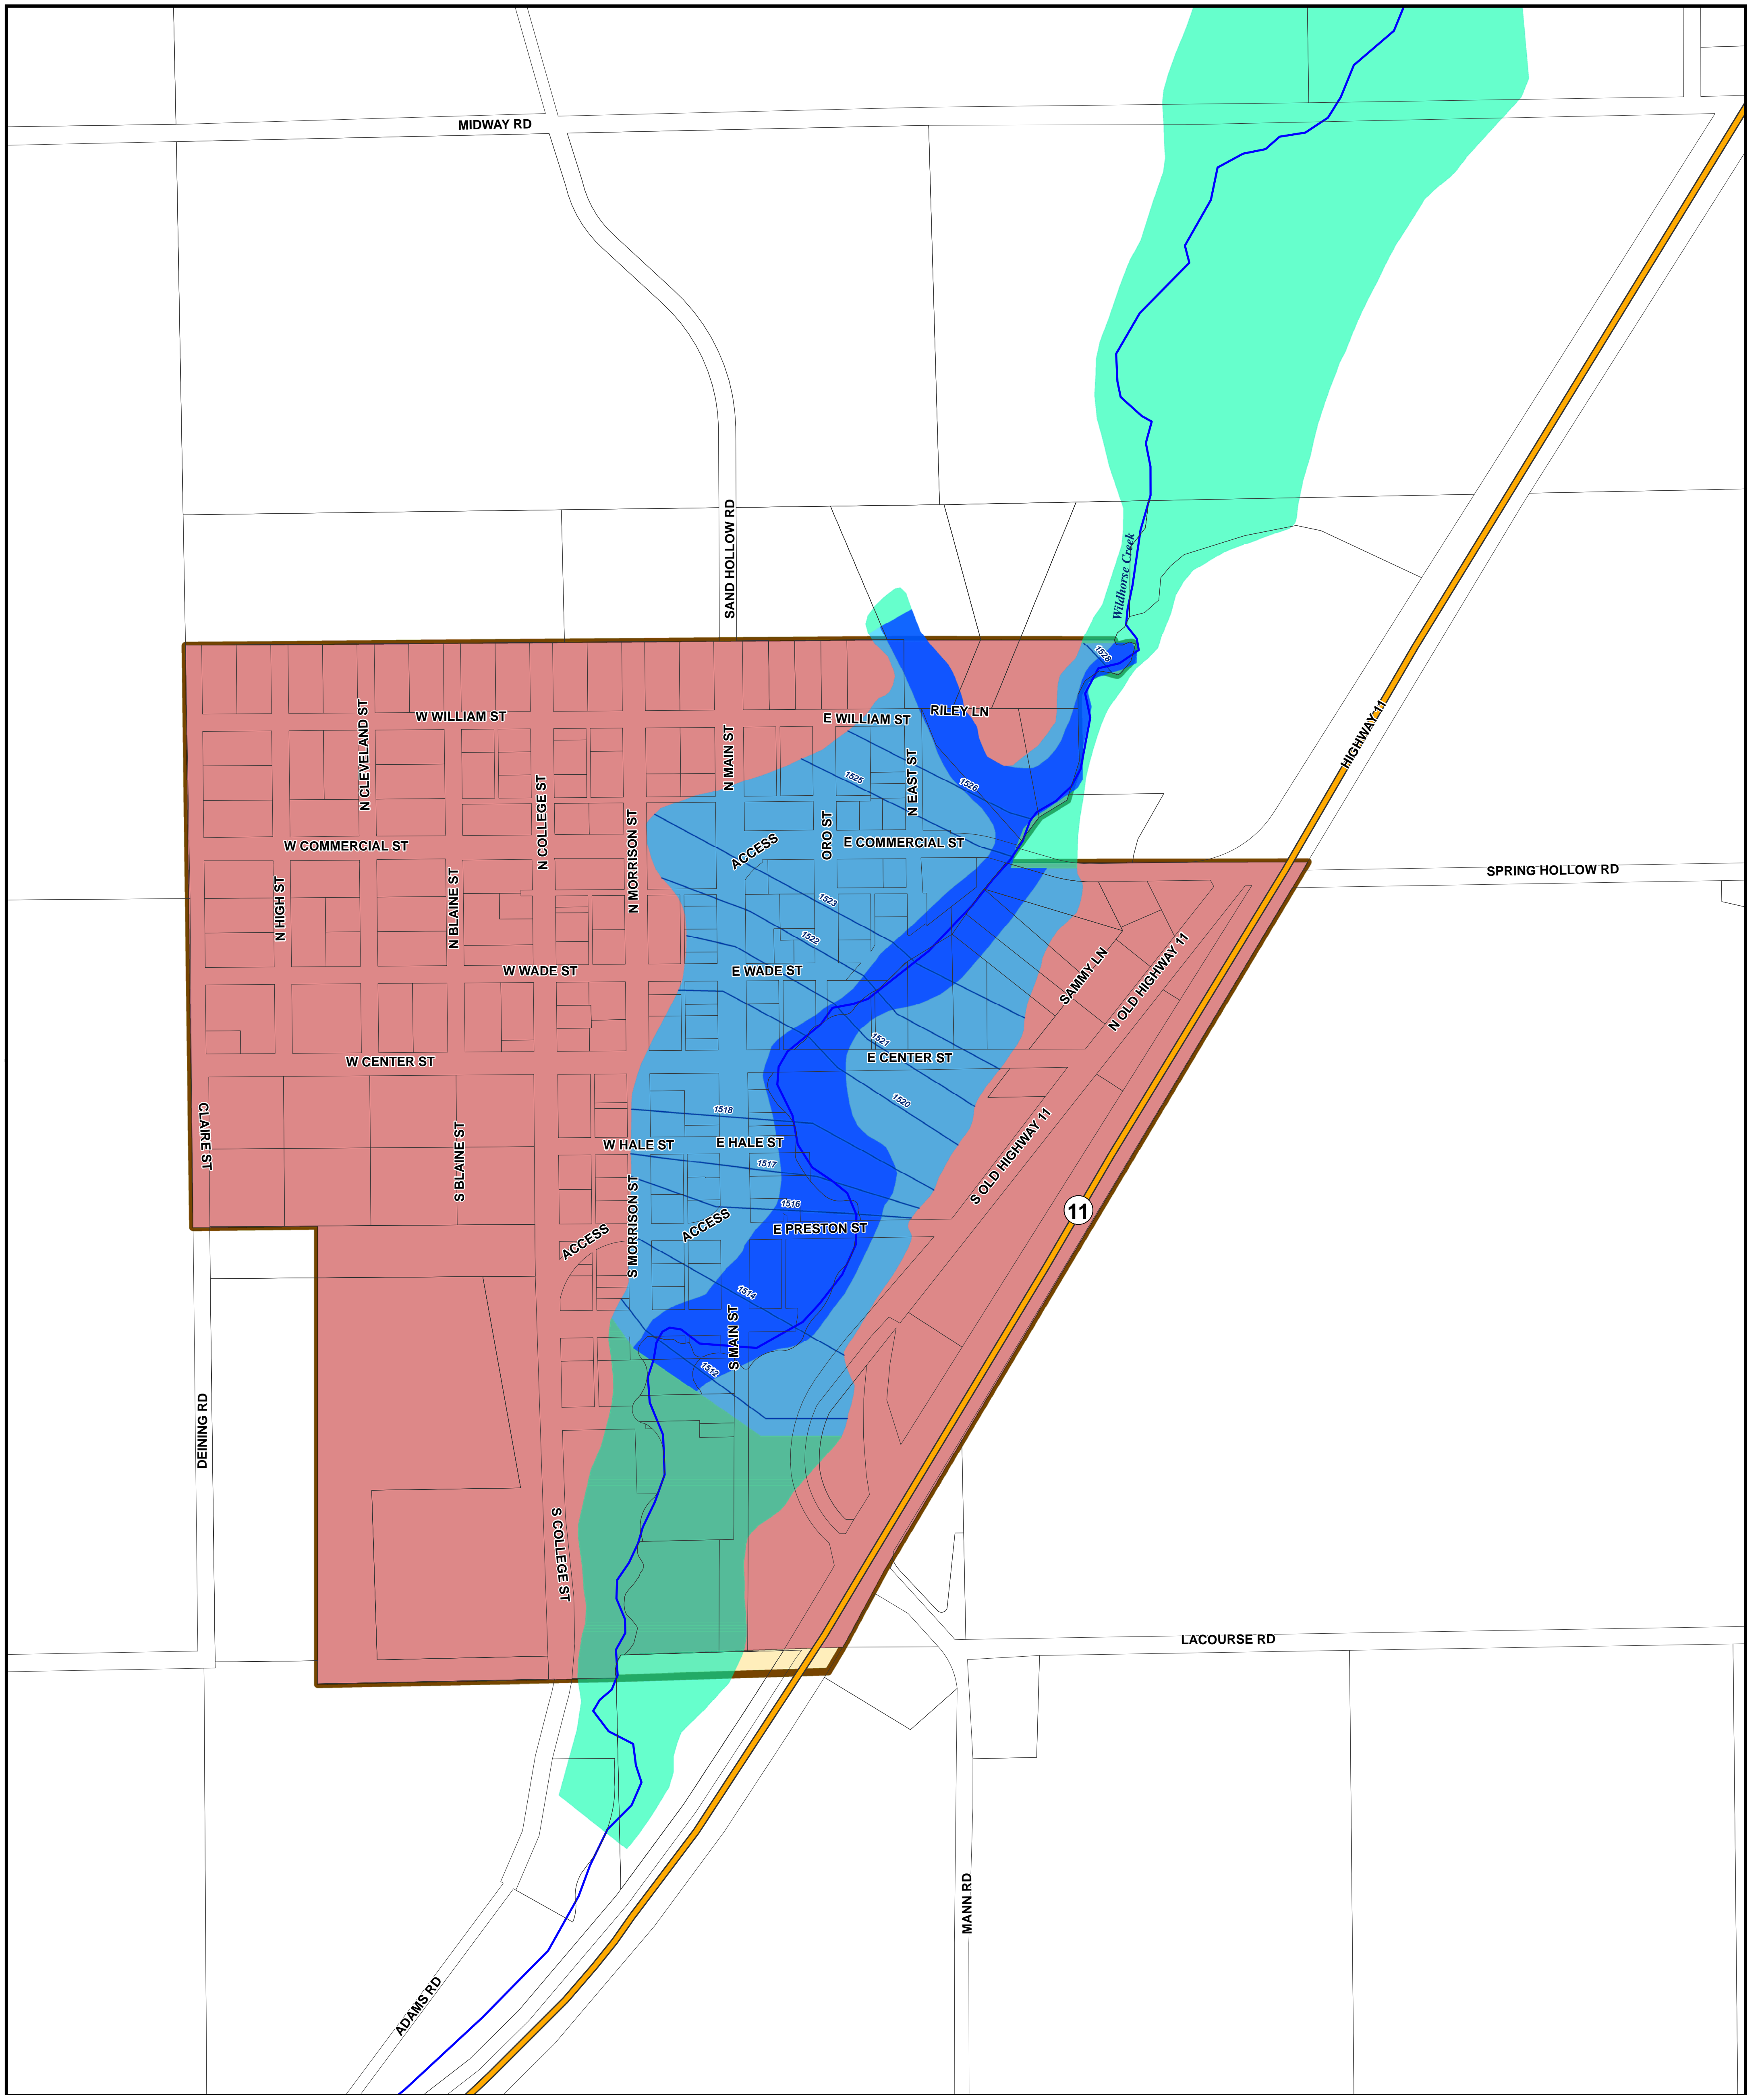 MIDWAY RD
SAND HOLLOW RD
Wildhorse Creek
1528
HIGHWAY 11
W WILLIAM ST
E WILLIAM ST
RILEY LN
N CLEVELAND ST
N MAIN ST
N COLLEGE ST
1525
1526
N EAST ST
N MORRISON ST
ORO ST
W COMMERCIAL ST
ACCESS
E COMMERCIAL ST
SPRING HOLLOW RD
N HIGH ST
N BLAINE ST
1523
1522
W WADE ST
E WADE ST
SAMMY LN
N OLD HIGHWAY 11
1521
W CENTER ST
E CENTER ST
1520
CLAIRE ST
1518
S BLAINE ST
W HALE ST
E HALE ST
S OLD HIGHWAY 11
1517
S MORRISON ST
1516
11
ACCESS
ACCESS
E PRESTON ST
1514
S MAIN ST
1512
DEINING RD
S COLLEGE ST
LACOURSE RD
MANN RD
ADAMS RD